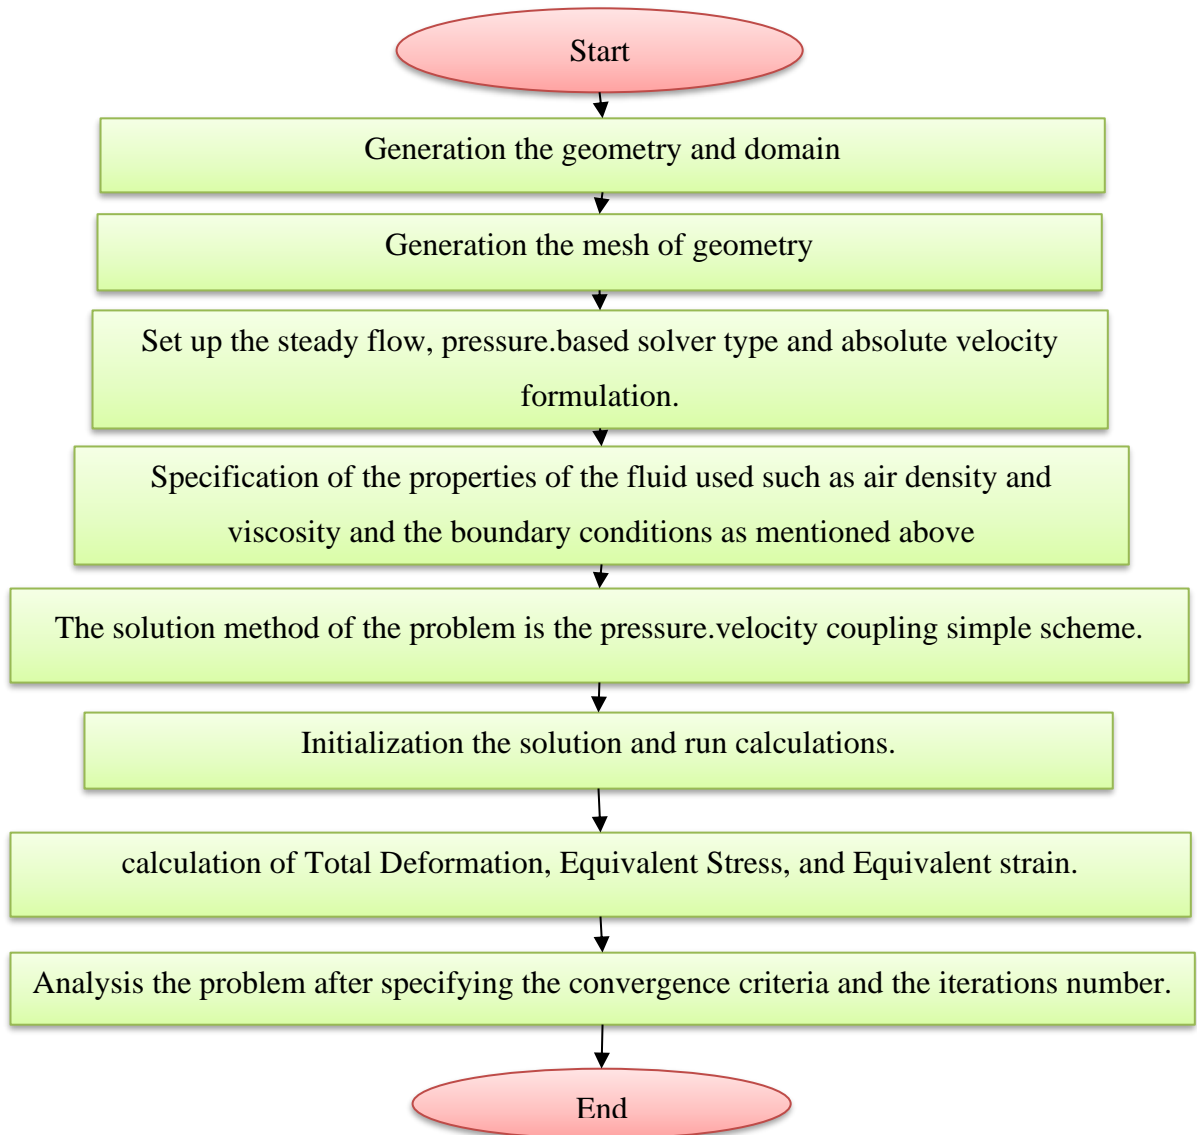 Start
Generation the geometry and domain
Generation the mesh of geometry
Set up the steady flow, pressure.based solver type and absolute velocity
formulation.
Specification of the properties of the fluid used such as air density and
viscosity and the boundary conditions as mentioned above
The solution method of the problem is the pressure.velocity coupling simple scheme.
Initialization the solution and run calculations.
calculation of Total Deformation, Equivalent Stress, and Equivalent strain.
Analysis the problem after specifying the convergence criteria and the iterations number.
End